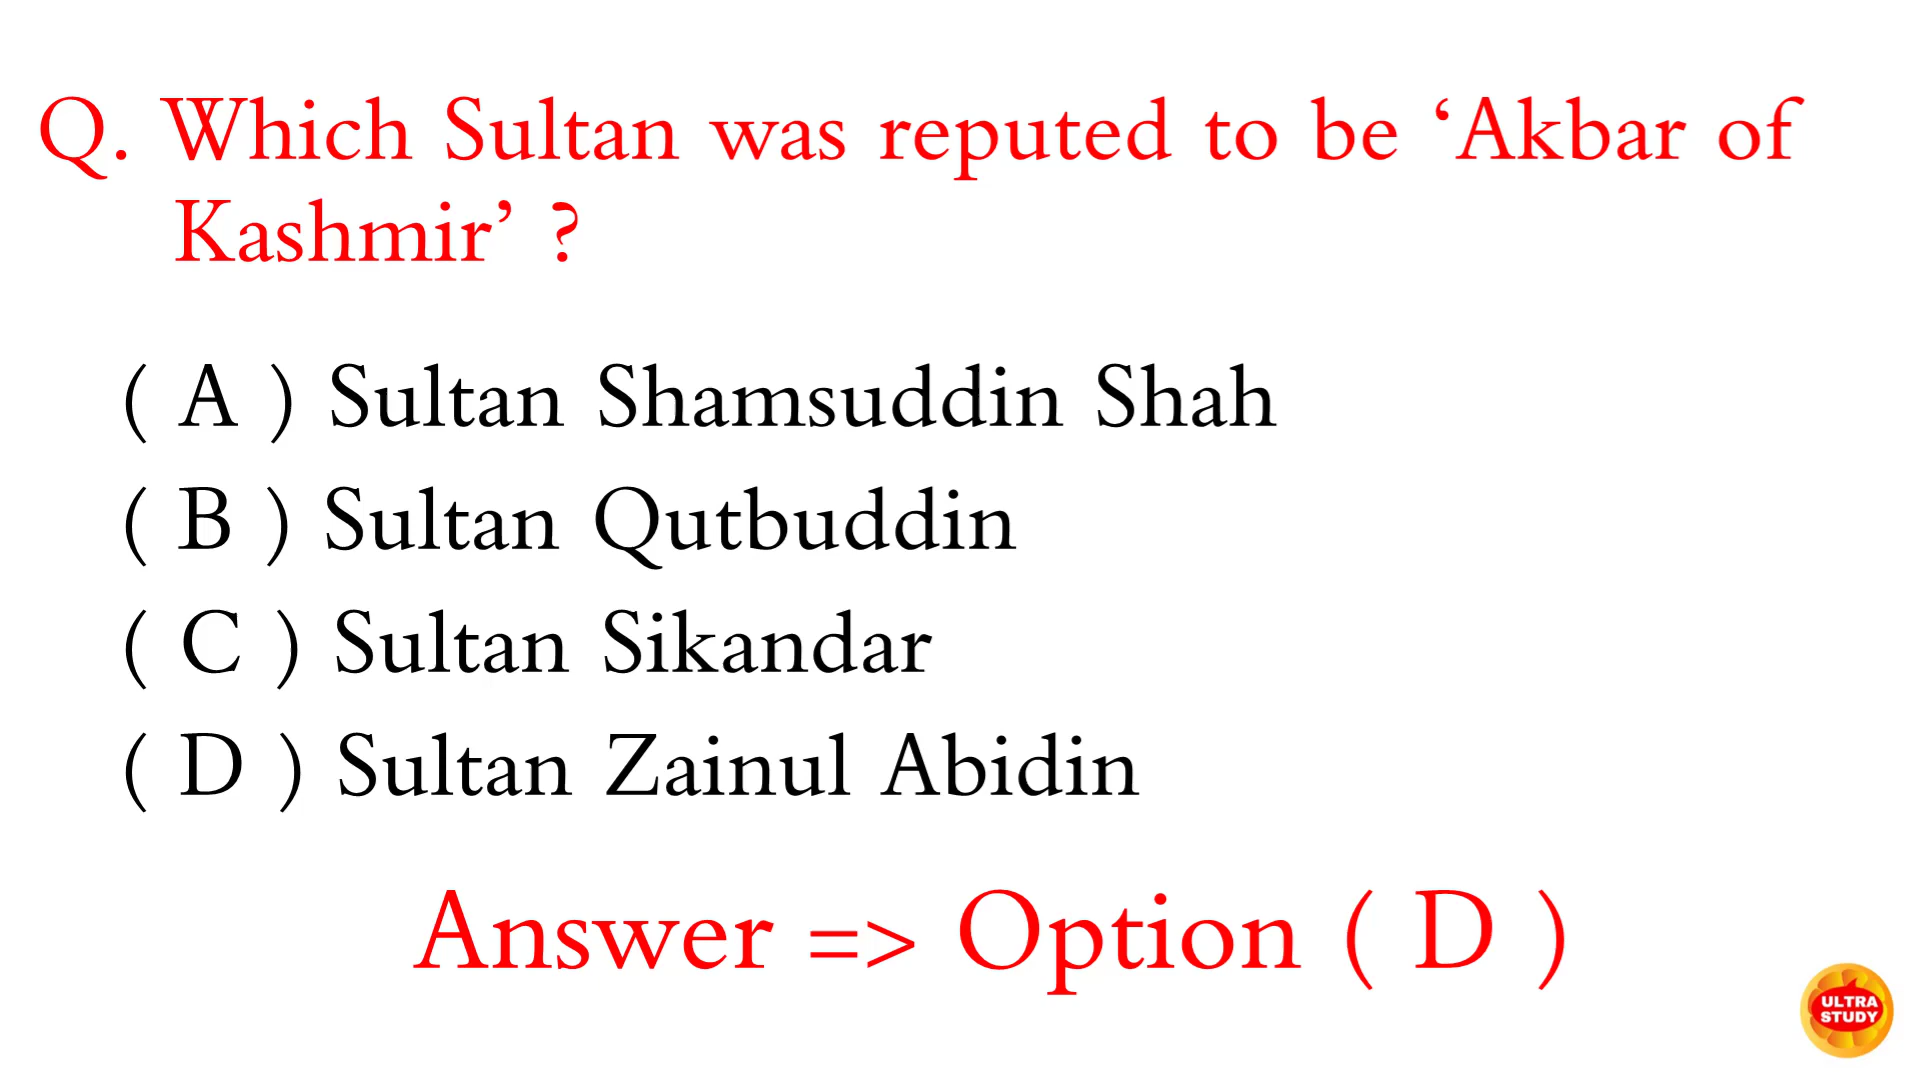 Q. Which Sultan was reputed to be ‘Akbar of
Kashmir’ ?
( A ) Sultan Shamsuddin Shah
( B ) Sultan Qutbuddin
( C ) Sultan Sikandar
( D ) Sultan Zainul Abidin
Answer => Option ( D )
ULTRA
STUDY